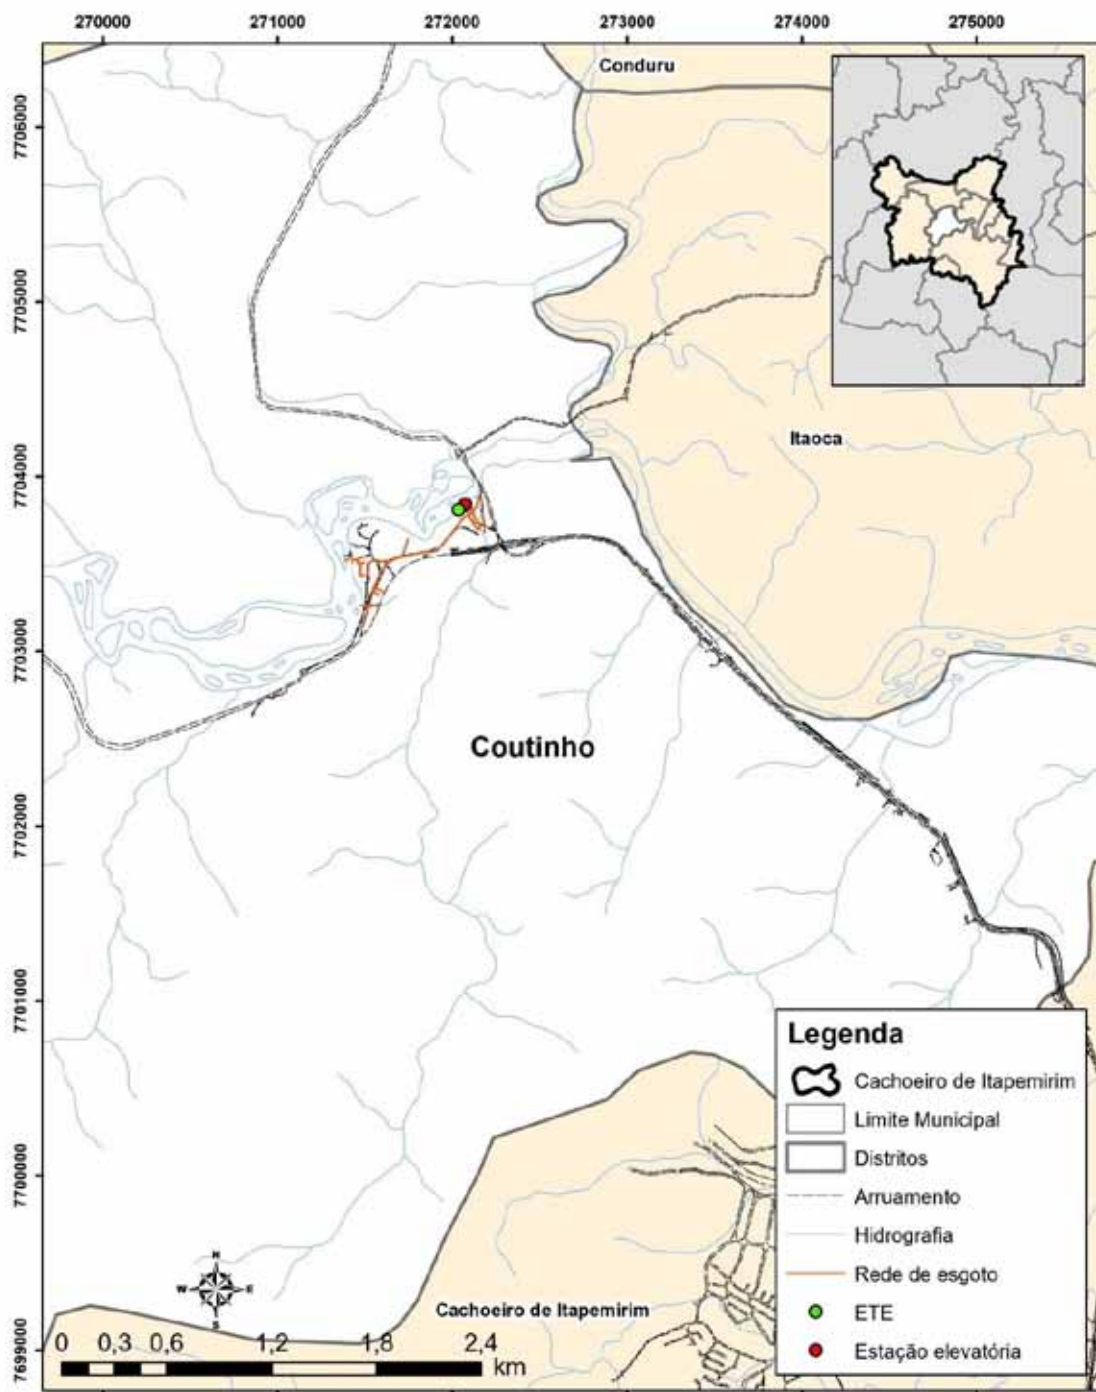 270000 271000 272000 273000 274000 275000
7706000
7705000
7704000
7703000
7702000
7701000
7700000
7699000
Conduru
Itaoca
Coutinho
Cachoeiro de Itapemirim
N
W E
S
0 0,3 0,6 1,2 1,8 2,4
km
Legenda
Cachoeiro de Itapemirim
Limite Municipal
Distritos
Arruamento
Hidrografia
Rede de esgoto
ETE
Estação elevatória